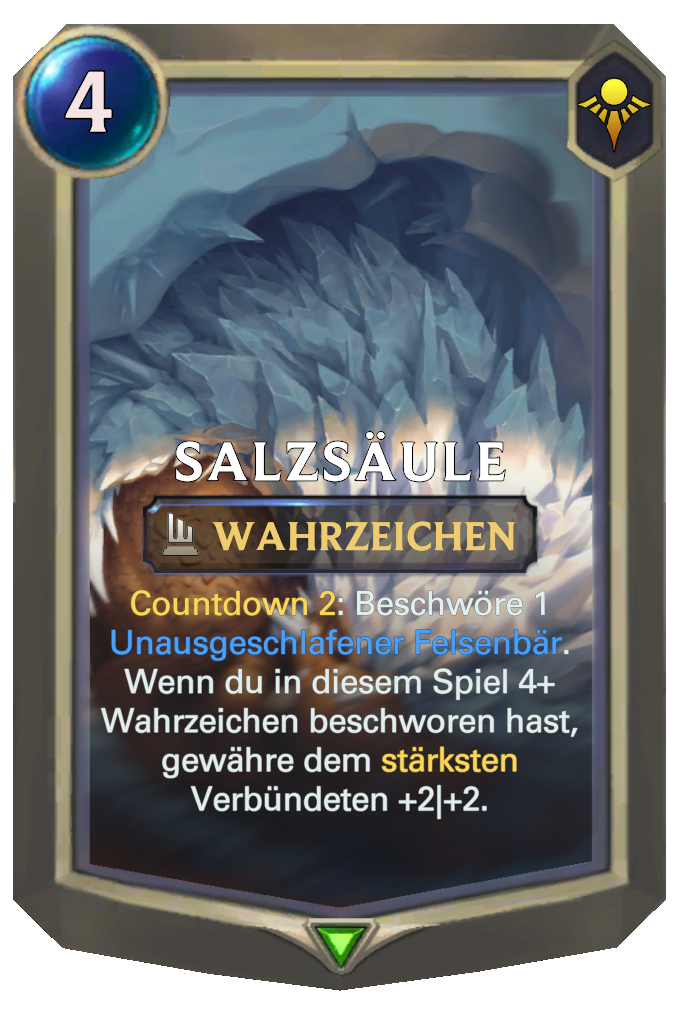 4
SALZSÄULE
WAHRZEICHEN
Countdown 2: Beschwöre 1
Unausgeschlafener Felsenbär.
Wenn du in diesem Spiel 4+
Wahrzeichen beschworen hast,
gewähre dem stärksten
Verbündeten +2|+2.